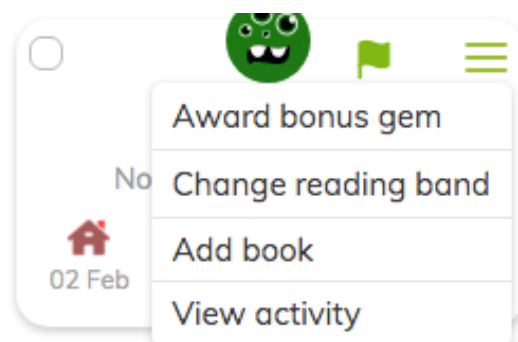 Award bonus gem
No
Change reading band
Add book
02 Feb
View activity